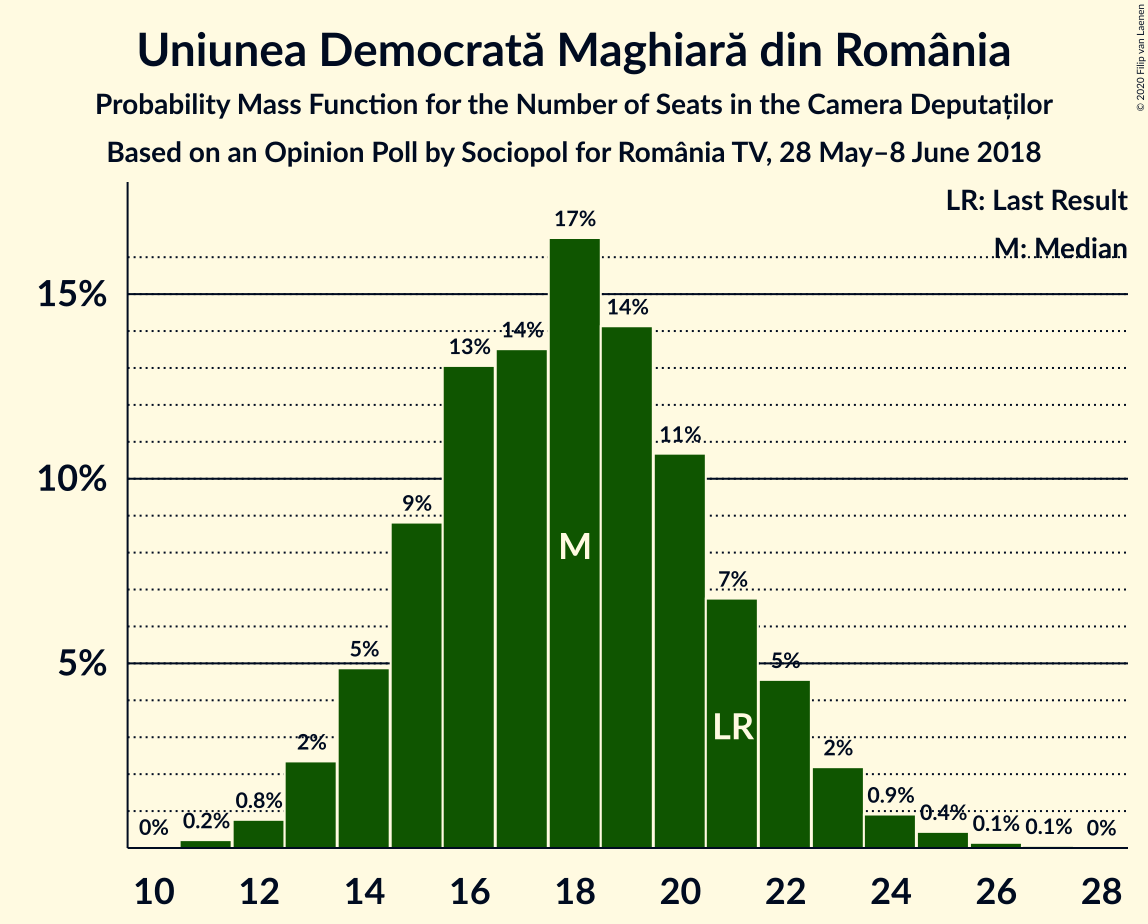 Uniunea Democrată Maghiară din România
Probability Mass Function for the Number of Seats in the Camera Deputaților
Based on an Opinion Poll by Sociopol for România TV, 28 May–8 June 2018
© 2020 Filip van Laenen
LR: Last Result
M: Median
15%
10%
5%
0%
0.2%
0.8%
2%
5%
9%
13%
14%
17%
14%
11%
7%
5%
2%
0.9%
0.4%
0.1%
0.1%
0%
M
LR
10 12 14 16 18 20 22 24 26 28